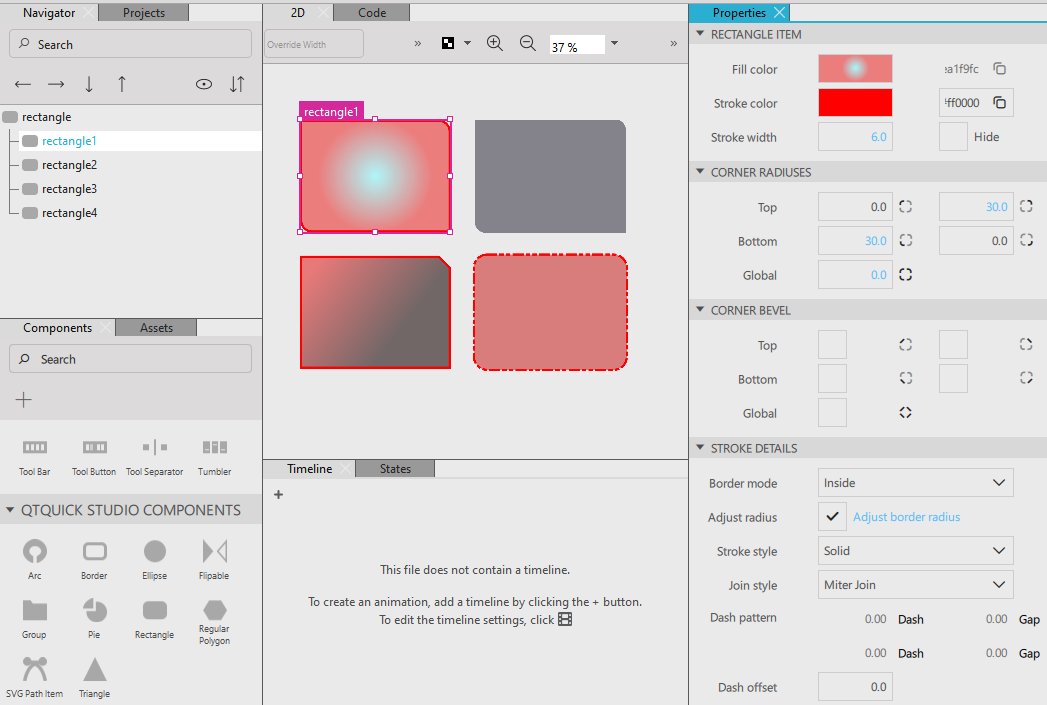 Navigator
Projects
Search
rectangle
rectangle1
rectangle2
rectangle3
rectangle4
Components
Assets
Search
Tool Bar
Tool Button
Tool Separator
Tumbler
QTQUICK STUDIO COMPONENTS
Arc
Border
Ellipse
Flipable
Group
Pie
Rectangle
Regular
Polygon
SVG Path Item
Triangle
2D
Code
Override Width
»
37 %
»
rectangle1
Timeline
States
+
This file does not contain a timeline.
To create an animation, add a timeline by clicking the + button.
To edit the timeline settings, click
Properties
RECTANGLE ITEM
Fill color
a1f9fc
Stroke color
ff0000
Stroke width
6.0
Hide
CORNER RADIUSES
Top
0.0
30.0
Bottom
30.0
0.0
Global
0.0
CORNER BEVEL
Top
Bottom
Global
STROKE DETAILS
Border mode
Inside
Adjust radius
Adjust border radius
Stroke style
Solid
Join style
Miter Join
Dash pattern
0.00 Dash
0.00 Gap
0.00 Dash
0.00 Gap
Dash offset
0.0